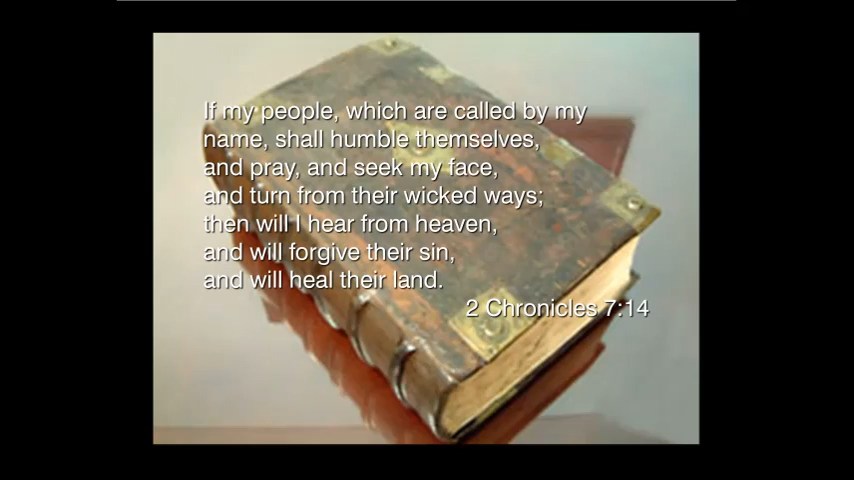 If my people, which are called by my
name, shall humble themselves,
and pray, and seek my face,
and turn from their wicked ways;
then will I hear from heaven,
and will forgive their sin,
and will heal their land.
2 Chronicles 7:14